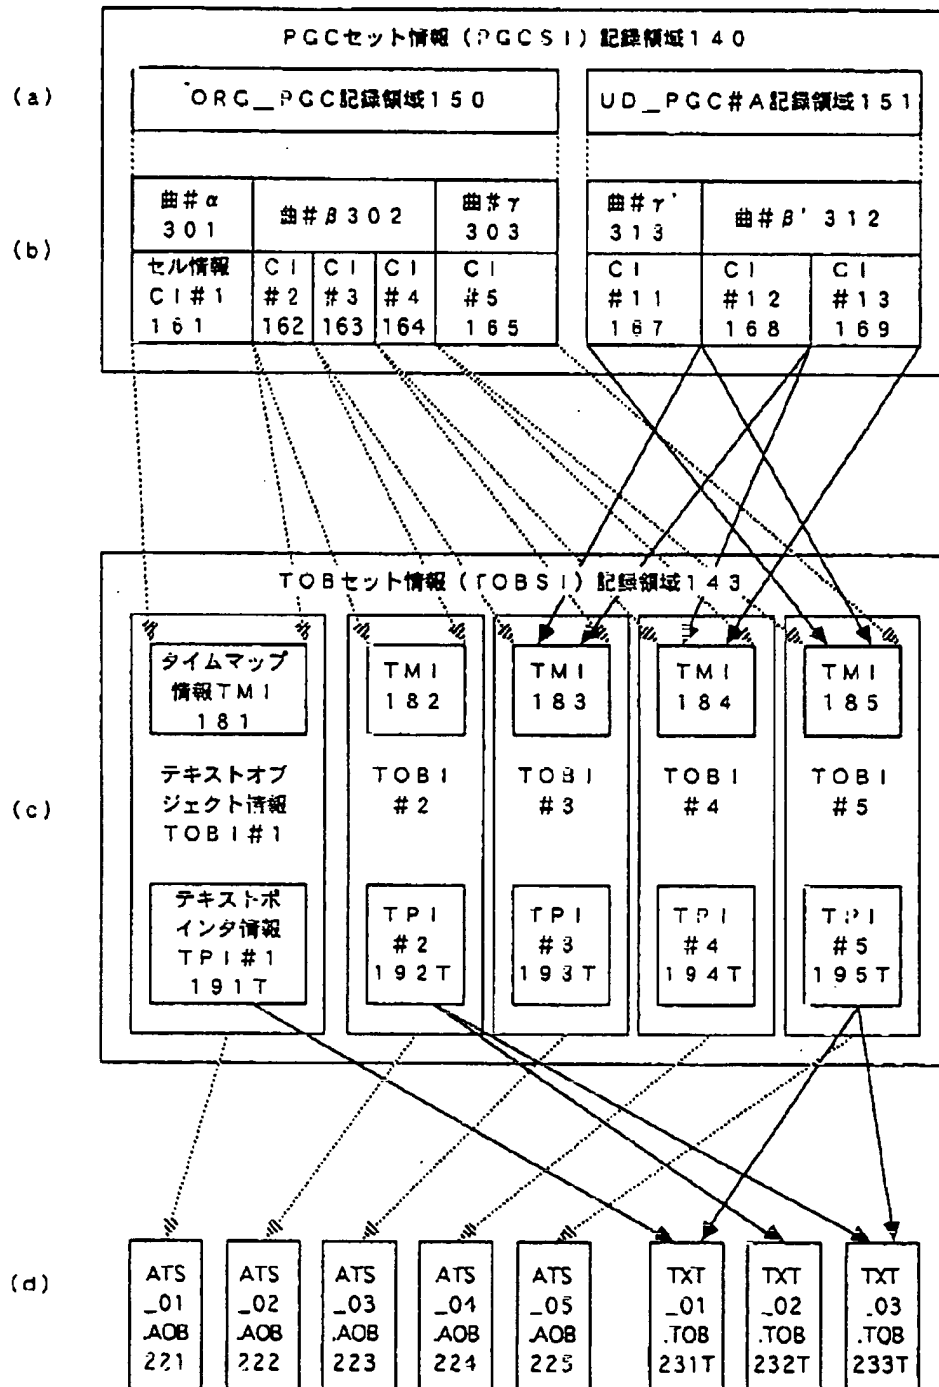 PGCセット情報(PGCSI)記録領域140
(a)
ORG_PGC記録領域150
UD_PGC#A記録領域151
(b)
曲#α
301
曲#β302
曲#γ
303
曲#γ'
313
曲#β'312
セル情報
CI#1
161
CI
#2
162
CI
#3
163
CI
#4
164
CI
#5
165
CI
#11
167
CI
#12
168
CI
#13
169
TOBセット情報(TOBSI)記録領域143
(c)
タイムマップ
情報TMI
181
TMI
182
TMI
183
TMI
184
TMI
185
テキストオブ
ジェクト情報
TOBI#1
TOBI
#2
TOBI
#3
TOBI
#4
TOBI
#5
テキストポ
インタ情報
TPI#1
191T
TPI
#2
192T
TPI
#3
193T
TPI
#4
194T
TPI
#5
195T
(d)
ATS
_01
.AOB
221
ATS
_02
.AOB
222
ATS
_03
.AOB
223
ATS
_04
.AOB
224
ATS
_05
.AOB
225
TXT
_01
.TOB
231T
TXT
_02
.TOB
232T
TXT
_03
.TOB
233T